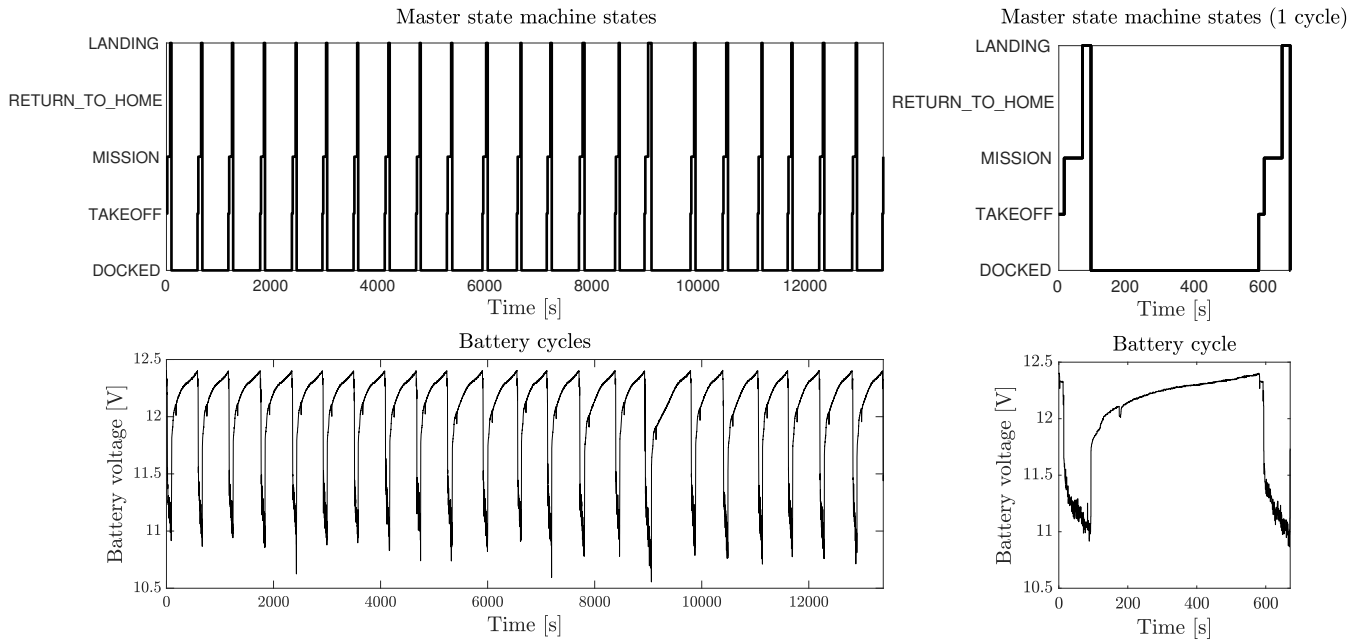 Master state machine states
LANDING
RETURN_TO_HOME
MISSION
TAKEOFF
DOCKED
0 2000 4000 6000 8000 10000 12000
Time [s]
Master state machine states (1 cycle)
LANDING
RETURN_TO_HOME
MISSION
TAKEOFF
DOCKED
0 200 400 600
Time [s]
Battery cycles
Battery voltage [V]
12.5
12
11.5
11
10.5
0 2000 4000 6000 8000 10000 12000
Time [s]
Battery cycle
Battery voltage [V]
12.5
12
11.5
11
10.5
0 200 400 600
Time [s]